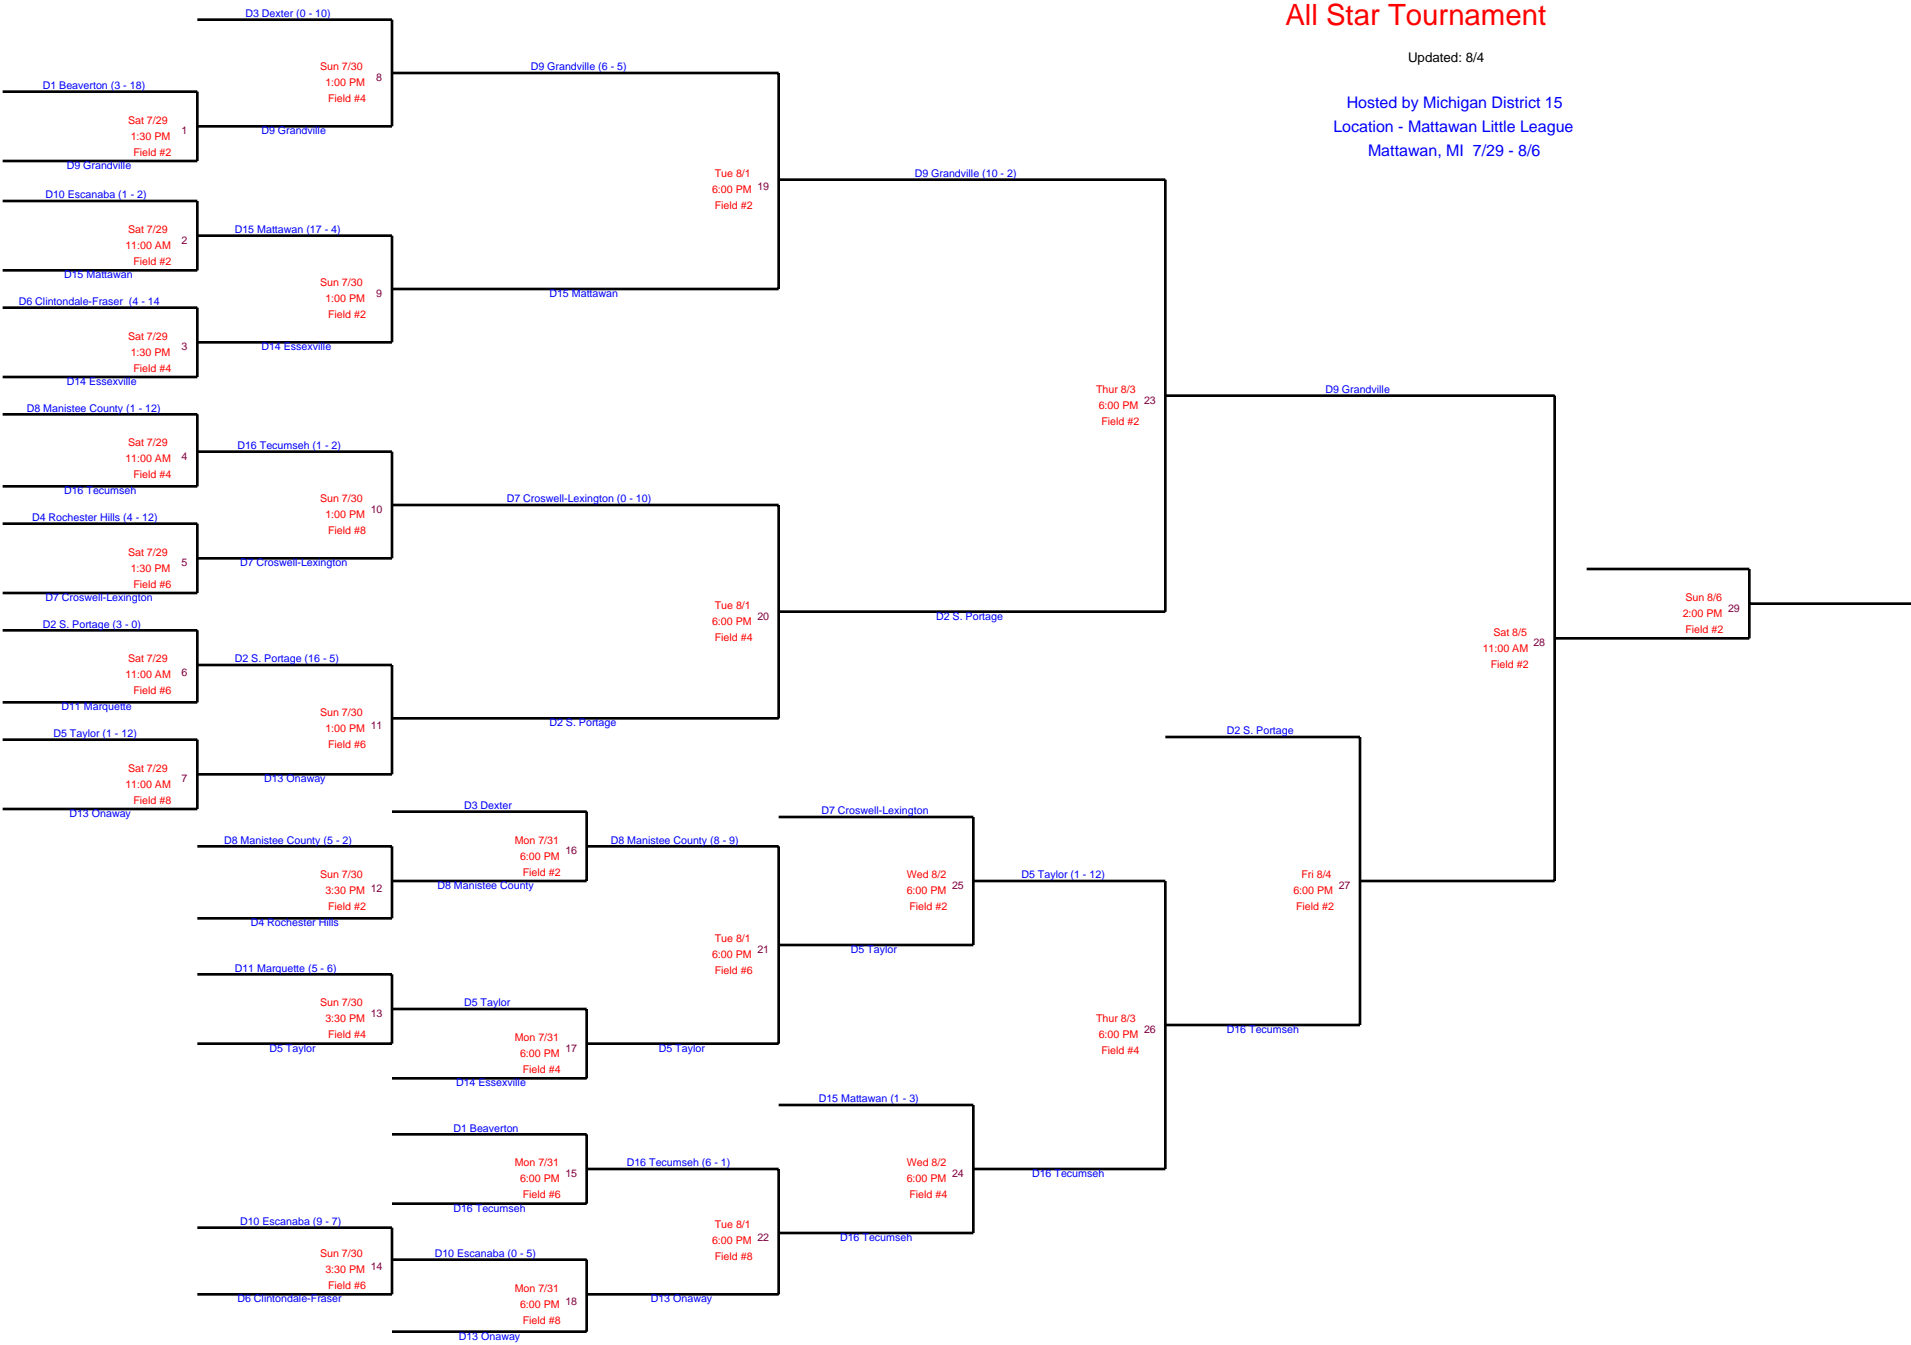 All Star Tournament
Updated: 8/4
Hosted by Michigan District 15
Location - Mattawan Little League
Mattawan, MI  7/29 - 8/6
D3 Dexter (0 - 10)
Sun 7/30
1:00 PM 8
Field #4
D9 Grandville (6 - 5)
D1 Beaverton (3 - 18)
Sat 7/29
1:30 PM 1
Field #2
D9 Grandville
D9 Grandville
D10 Escanaba (1 - 2)
Sat 7/29
11:00 AM 2
Field #2
D15 Mattawan
D15 Mattawan (17 - 4)
Sun 7/30
1:00 PM 9
Field #2
D15 Mattawan
D6 Clintondale-Fraser  (4 - 14
Sat 7/29
1:30 PM 3
Field #4
D14 Essexville
D14 Essexville
Tue 8/1
6:00 PM 19
Field #2
D9 Grandville (10 - 2)
D8 Manistee County (1 - 12)
Sat 7/29
11:00 AM 4
Field #4
D16 Tecumseh
D16 Tecumseh (1 - 2)
Sun 7/30
1:00 PM 10
Field #8
D7 Croswell-Lexington (0 - 10)
D4 Rochester Hills (4 - 12)
Sat 7/29
1:30 PM 5
Field #6
D7 Croswell-Lexington
D7 Croswell-Lexington
D2 S. Portage (3 - 0)
Sat 7/29
11:00 AM 6
Field #6
D11 Marquette
D2 S. Portage (16 - 5)
Sun 7/30
1:00 PM 11
Field #6
D2 S. Portage
D5 Taylor (1 - 12)
Sat 7/29
11:00 AM 7
Field #8
D13 Onaway
D13 Onaway
Tue 8/1
6:00 PM 20
Field #4
D2 S. Portage
Thur 8/3
6:00 PM 23
Field #2
D9 Grandville
Sat 8/5
11:00 AM 28
Field #2
Sun 8/6
2:00 PM 29
Field #2
D3 Dexter
Mon 7/31
6:00 PM 16
Field #2
D8 Manistee County (8 - 9)
D8 Manistee County (5 - 2)
Sun 7/30
3:30 PM 12
Field #2
D4 Rochester Hills
D8 Manistee County
D11 Marquette (5 - 6)
Sun 7/30
3:30 PM 13
Field #4
D5 Taylor
D5 Taylor
Mon 7/31
6:00 PM 17
Field #4
D14 Essexville
D5 Taylor
Tue 8/1
6:00 PM 21
Field #6
D7 Croswell-Lexington
Wed 8/2
6:00 PM 25
Field #2
D5 Taylor
D5 Taylor (1 - 12)
D1 Beaverton
Mon 7/31
6:00 PM 15
Field #6
D16 Tecumseh
D16 Tecumseh (6 - 1)
D10 Escanaba (9 - 7)
Sun 7/30
3:30 PM 14
Field #6
D6 Clintondale-Fraser
D10 Escanaba (0 - 5)
Mon 7/31
6:00 PM 18
Field #8
D13 Onaway
D13 Onaway
Tue 8/1
6:00 PM 22
Field #8
D15 Mattawan (1 - 3)
Wed 8/2
6:00 PM 24
Field #4
D16 Tecumseh
D16 Tecumseh
Thur 8/3
6:00 PM 26
Field #4
D2 S. Portage
Fri 8/4
6:00 PM 27
Field #2
D16 Tecumseh